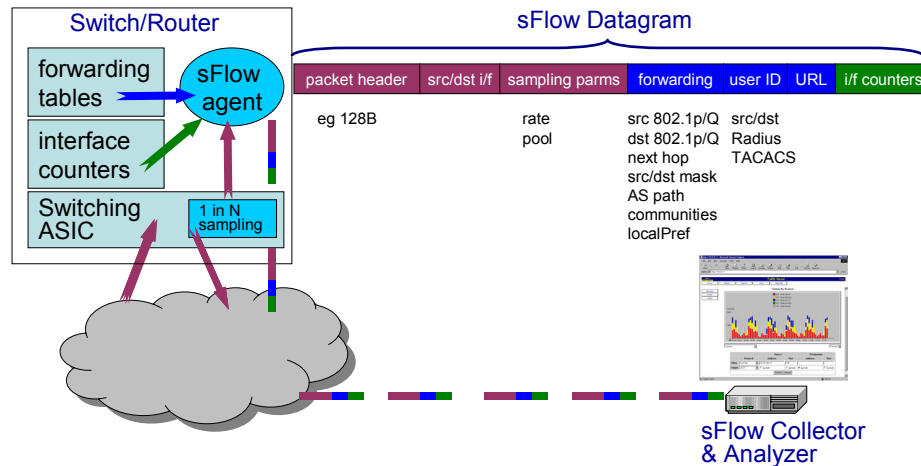 Switch/Router
sFlow Datagram
forwarding
tables
sFlow
agent
interface
counters
Switching
ASIC
1 in N
sampling
packet header
src/dst i/f
sampling parms
forwarding
user ID
URL
i/f counters
eg 128B
rate
pool
src 802.1p/Q
dst 802.1p/Q
next hop
src/dst mask
AS path
communities
localPref
src/dst
Radius
TACACS
sFlow Collector
& Analyzer